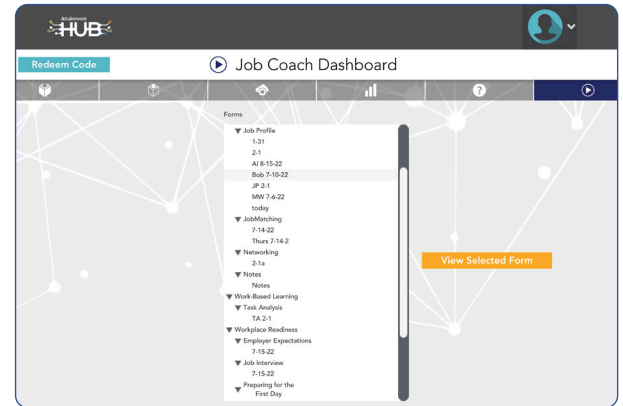 Attainment
HUB
Redeem Code
Job Coach Dashboard
?
Forms
Job Profile
1-31
2-1
Al 8-15-22
Bob 7-10-22
JP 2-1
MW 7-6-22
today
JobMatching
7-14-22
Thurs 7-14-2
Networking
2-1a
Notes
Notes
Work-Based Learning
Task Analysis
TA 2-1
Workplace Readiness
Employer Expectations
7-15-22
Job Interview
7-15-22
Preparing for the
First Day
View Selected Form